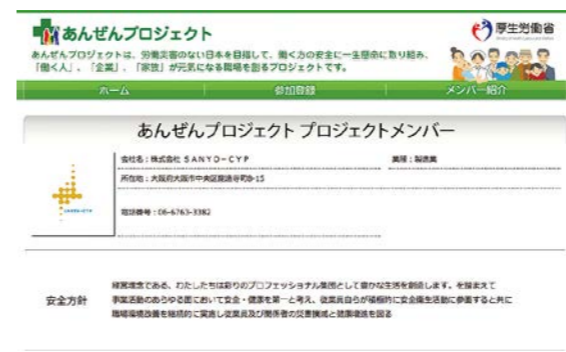 あんぜんプロジェクト
厚生労働省
あんぜんプロジェクトは、労働災害のない日本を目指して、働く方の安全に一生懸命に取り組み、
「働く人」、「企業」、「家族」が元気になる職場を創るプロジェクトです。
ホーム 参加登録 メンバー紹介
あんぜんプロジェクト プロジェクトメンバー
会社名：株式会社 SANYO-CYP 業種：製造業
所在地：大阪府大阪市中央区龍造寺町8-15
SANYO-CYP
電話番号：06-6763-3382
経営理念である、わたしたちは彩りのプロフェッショナル集団として豊かな生活を創造します。を踏まえて
安全方針 事業活動のあらゆる面において安全・健康を第一と考え、従業員自らが積極的に安全衛生活動に参画すると共に
職場環境改善を継続的に実施し従業員及び関係者の災害撲滅と健康増進を図る